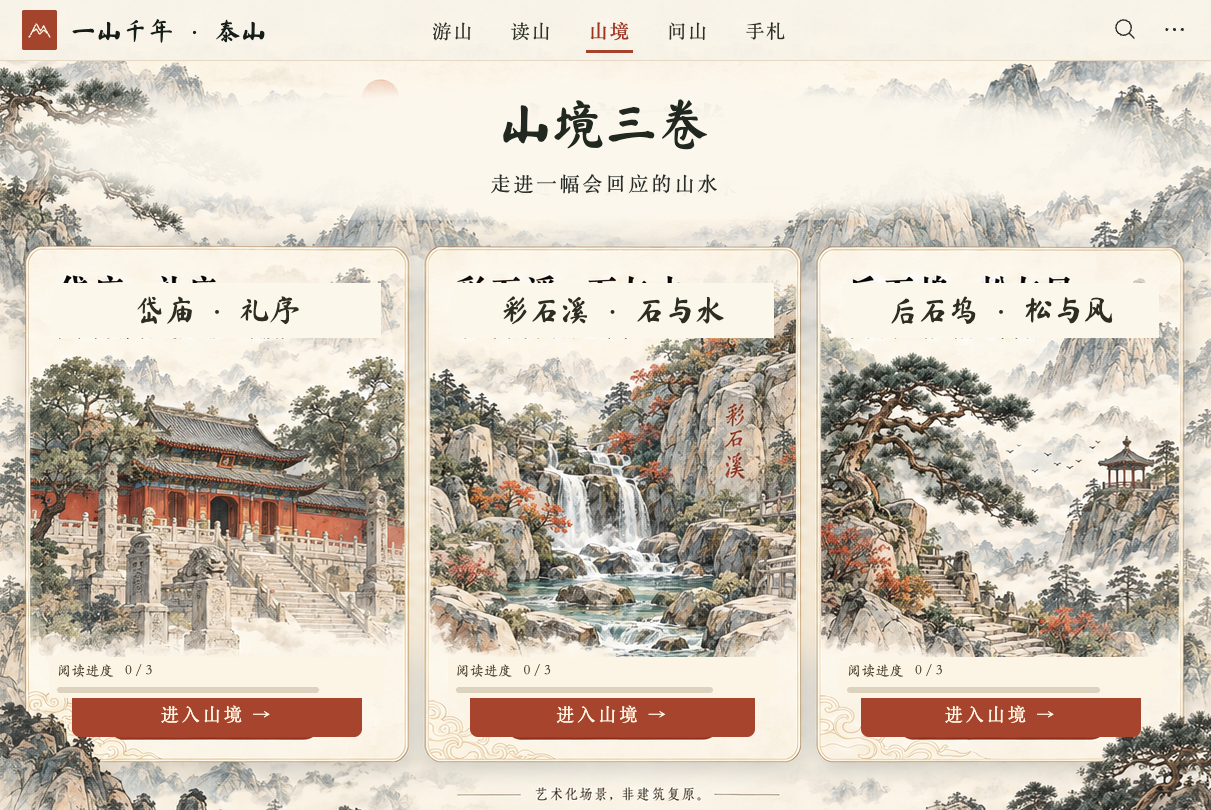 一山千年 · 泰山
游山 读山 山境 问山 手札
山境三卷
走进一幅会回应的山水
岱庙 · 礼序
彩石溪 · 石与水
后石坞 · 松与风
彩石溪
阅读进度 0/3
阅读进度 0/3
阅读进度 0/3
进入山境 →
进入山境 →
进入山境 →
艺术化场景，非建筑复原。